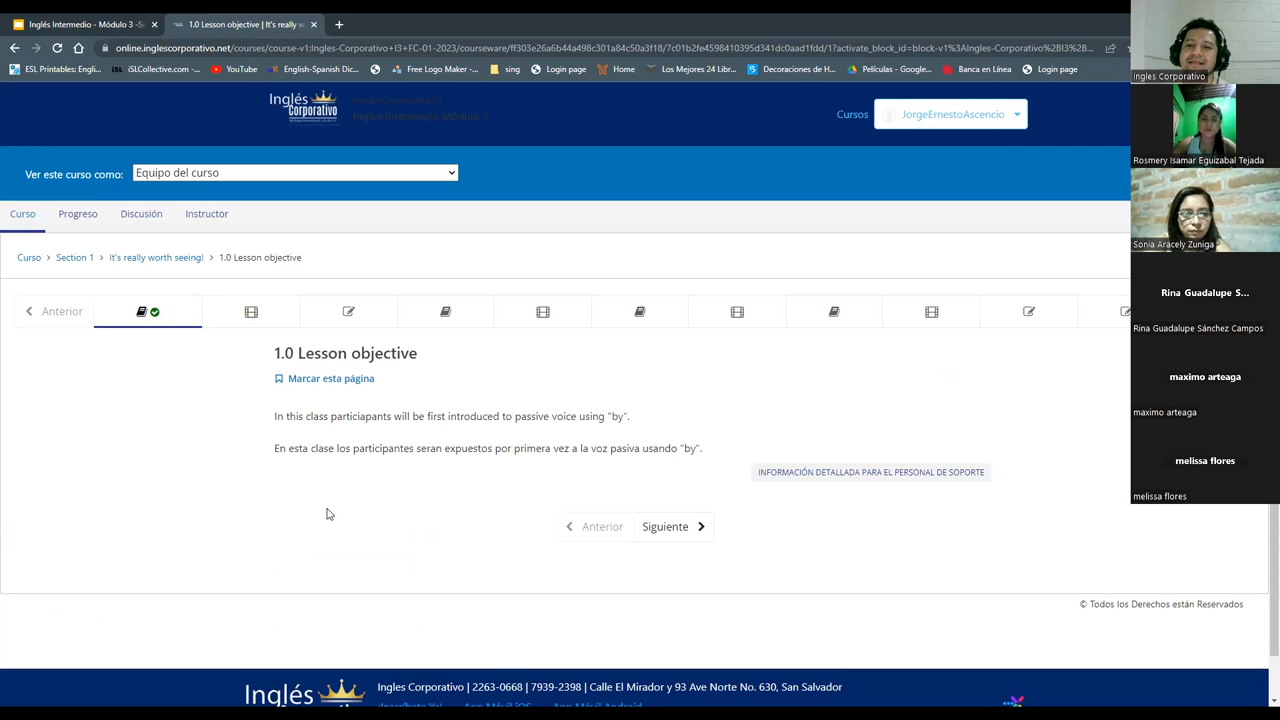 Inglés Intermedio - Módulo 3 -Se
1.0 Lesson objective | It's really w
online.inglescorporativo.net/courses/course-v1:Ingles-Corporativo+I3+FC-01-2023/courseware/ff303e26a6b44a498c301a84c50a3f18/7c01b2fe4598410395d341dc0aad1fdd/1?activate_block_id=block-v1%3AIngles-Corporativo%2BI3%2B...
ESL Printables: Engl...
iSLCollective.com -...
YouTube
English-Spanish Dic...
Free Logo Maker -...
sing
Login page
Home
Los Mejores 24 Libr...
Decoraciones de H...
Películas - Google...
Banca en Línea
Login page
Inglés
Corporativo
Ingles Intermedio Módulo 3
Cursos
JorgeErnestoAscencio
Ver este curso como:
Equipo del curso
Curso
Progreso
Discusión
Instructor
Curso > Section 1 > It's really worth seeing! > 1.0 Lesson objective
Anterior
1.0 Lesson objective
Marcar esta página
In this class particiapants will be first introduced to passive voice using "by".
En esta clase los participantes seran expuestos por primera vez a la voz pasiva usando "by".
INFORMACIÓN DETALLADA PARA EL PERSONAL DE SOPORTE
Anterior
Siguiente
© Todos los Derechos están Reservados
Inglés
Ingles Corporativo | 2263-0668 | 7939-2398 | Calle El Mirador y 93 Ave Norte No. 630, San Salvador
Ingles Corporativo
Rosmery Isamar Eguizabal Tejada
Sonia Aracely Zuniga
Rina Guadalupe S...
Rina Guadalupe Sánchez Campos
maximo arteaga
maximo arteaga
melissa flores
melissa flores